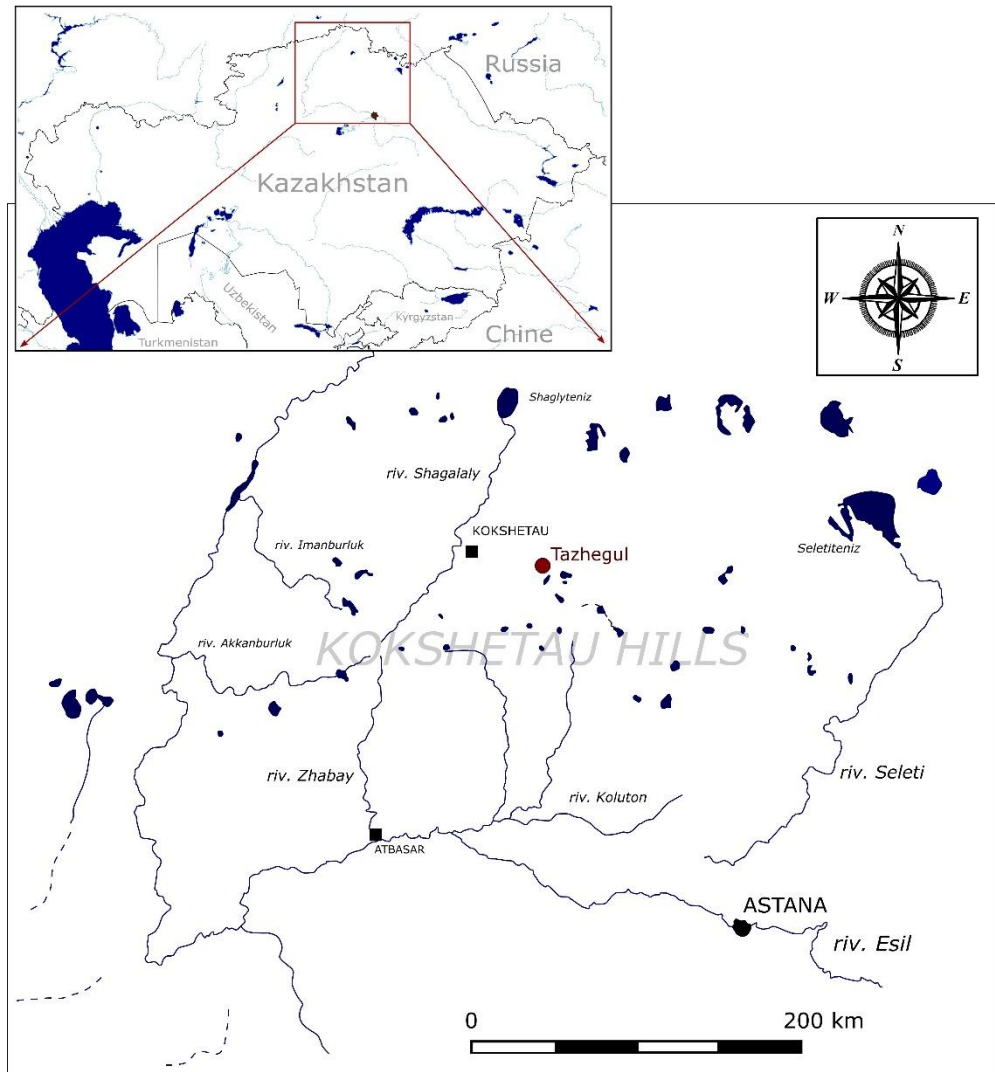 Russia
Kazakhstan
Uzbekistan
Kyrgyzstan
Turkmenistan
Chine
N
W
E
S
Shaglyteniz
riv. Shagalaly
KOKSHETAU
riv. Imanburluk
Tazhegul
Seletiteniz
riv. Akkanburluk
KOKSHETAU HILLS
riv. Zhabay
riv. Seleti
riv. Koluton
ATBASAR
ASTANA
riv. Esil
0
200 km